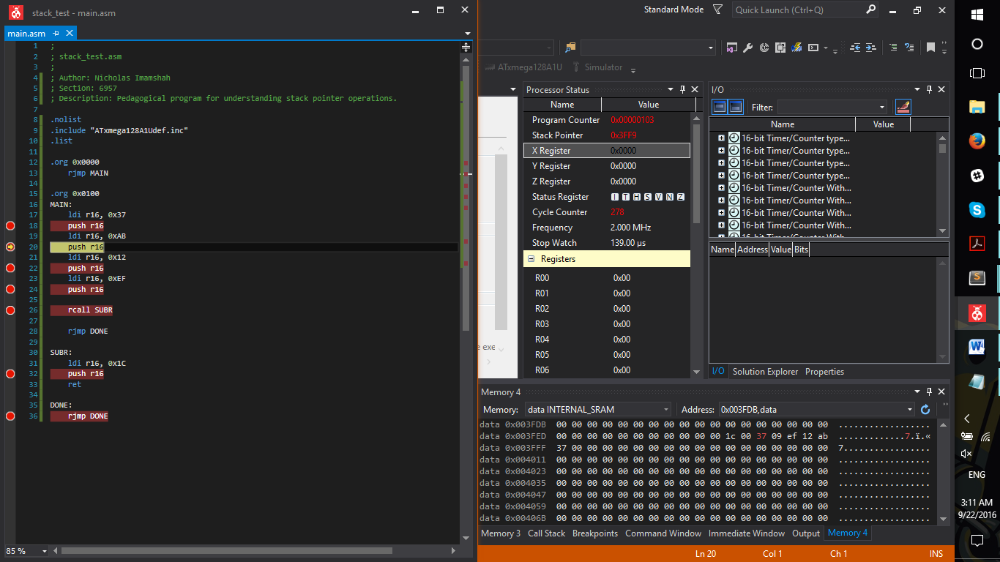 stack_test - main.asm
main.asm
1 ;
2 ; stack_test.asm
3 ;
4 ; Author: Nicholas Imamshah
5 ; Section: 6957
6 ; Description: Pedagogical program for understanding stack pointer operations.
7
8 .nolist
9 .include "ATxmega128A1Udef.inc"
10 .list
11
12 .org 0x0000
13 rjmp MAIN
14
15 .org 0x0100
16 MAIN:
17 ldi r16, 0x37
18 push r16
19 ldi r16, 0xAB
20 push r16
21 ldi r16, 0x12
22 push r16
23 ldi r16, 0xEF
24 push r16
25
26 rcall SUBR
27
28 rjmp DONE
29
30 SUBR:
31 ldi r16, 0x1C
32 push r16
33 ret
34
35 DONE:
36 rjmp DONE
85 %
Standard Mode
Quick Launch (Ctrl+Q)
ATxmega128A1U
Simulator
e exe
Processor Status
Name Value
Program Counter 0x00000103
Stack Pointer 0x3FF9
X Register 0x0000
Y Register 0x0000
Z Register 0x0000
Status Register I T H S V N Z
Cycle Counter 278
Frequency 2.000 MHz
Stop Watch 139.00 µs
Registers
R00 0x00
R01 0x00
R02 0x00
R03 0x00
R04 0x00
R05 0x00
R06 0x00
I/O
Filter:
Name Value
16-bit Timer/Counter type...
16-bit Timer/Counter type...
16-bit Timer/Counter type...
16-bit Timer/Counter type...
16-bit Timer/Counter With...
16-bit Timer/Counter With...
16-bit Timer/Counter With...
16-bit Timer/Counter With...
16-bit Timer/Counter With...
Name Address Value Bits
I/O Solution Explorer Properties
Memory 4
Memory: data INTERNAL_SRAM Address: 0x003FDB,data
data 0x003FDB 00 00 00 00 00 00 00 00 00 00 00 00 00 00 00 00 00 00 ..................
data 0x003FED 00 00 00 00 00 00 00 00 00 00 00 1c 00 37 09 ef 12 ab .............7.ï.«
data 0x003FFF 37 00 00 00 00 00 00 00 00 00 00 00 00 00 00 00 00 00 7.................
data 0x004011 00 00 00 00 00 00 00 00 00 00 00 00 00 00 00 00 00 00 ..................
data 0x004023 00 00 00 00 00 00 00 00 00 00 00 00 00 00 00 00 00 00 ..................
data 0x004035 00 00 00 00 00 00 00 00 00 00 00 00 00 00 00 00 00 00 ..................
data 0x004047 00 00 00 00 00 00 00 00 00 00 00 00 00 00 00 00 00 00 ..................
data 0x004059 00 00 00 00 00 00 00 00 00 00 00 00 00 00 00 00 00 00 ..................
data 0x00406B 00 00 00 00 00 00 00 00 00 00 00 00 00 00 00 00 00 00 ..................
Memory 3 Call Stack Breakpoints Command Window Immediate Window Output Memory 4
Ln 20 Col 1 Ch 1 INS
ENG
3:11 AM
9/22/2016